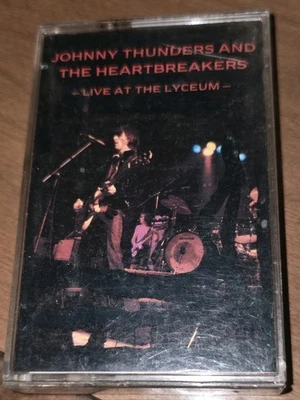 JOHNNY THUNDERS AND
THE HEARTBREAKERS
– LIVE AT THE LYCEUM –